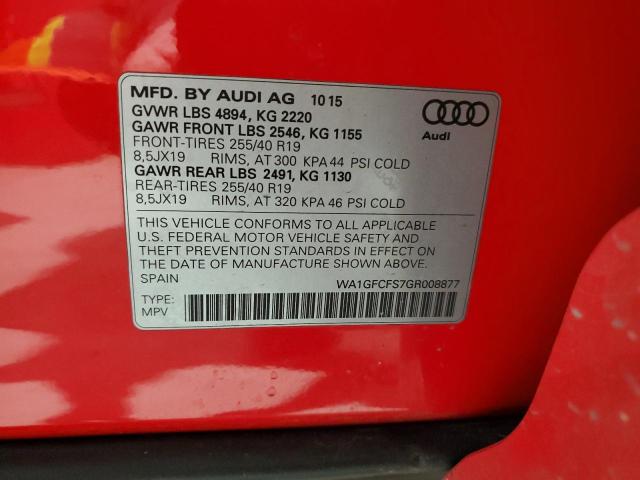 MFD. BY AUDI AG 10 15
GVWR LBS 4894, KG 2220
GAWR FRONT LBS 2546, KG 1155
FRONT-TIRES 255/40 R19
8,5JX19 RIMS, AT 300 KPA 44 PSI COLD
GAWR REAR LBS 2491, KG 1130
REAR-TIRES 255/40 R19
8,5JX19 RIMS, AT 320 KPA 46 PSI COLD
Audi
THIS VEHICLE CONFORMS TO ALL APPLICABLE
U.S. FEDERAL MOTOR VEHICLE SAFETY AND
THEFT PREVENTION STANDARDS IN EFFECT ON
THE DATE OF MANUFACTURE SHOWN ABOVE.
SPAIN WA1GFCFS7GR008877
TYPE:
MPV